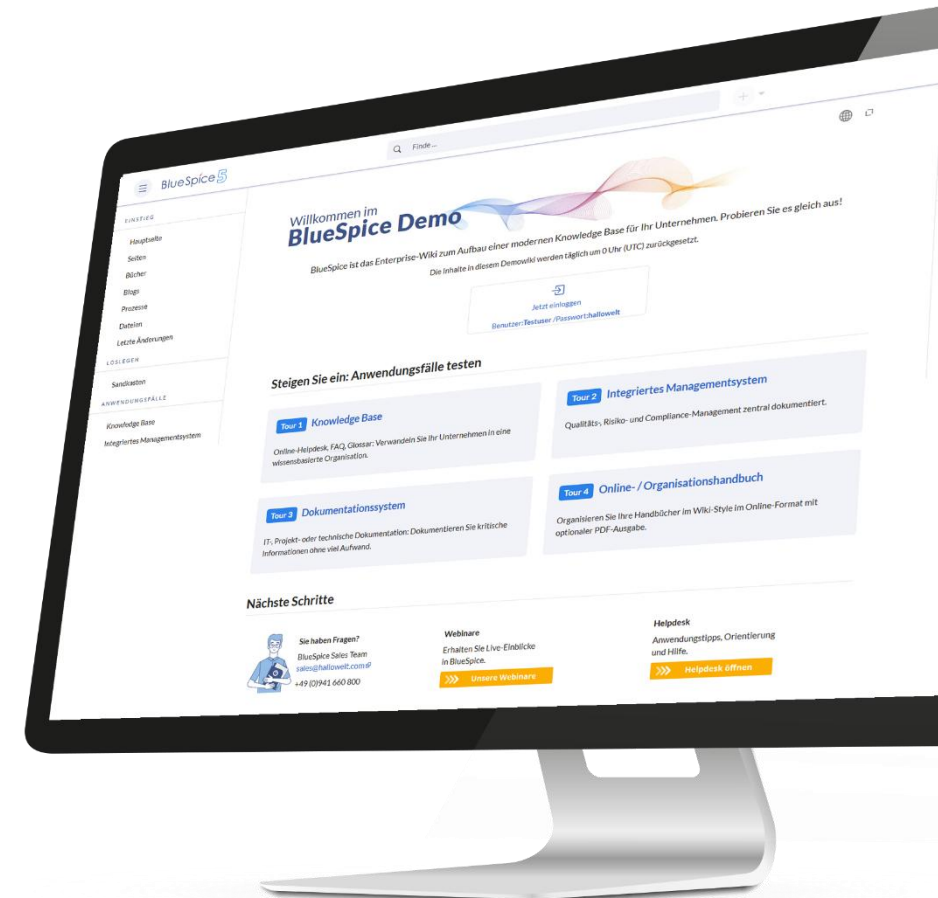 BlueSpice 5
Finde ...
EINSTIEG
Hauptseite
Seiten
Bücher
Blogs
Prozesse
Dateien
Letzte Änderungen
LOSLEGEN
Sandkasten
ANWENDUNGSFÄLLE
Knowledge Base
Integriertes Managementsystem
Willkommen im
BlueSpice Demo
BlueSpice ist das Enterprise-Wiki zum Aufbau einer modernen Knowledge Base für Ihr Unternehmen. Probieren Sie es gleich aus!
Die Inhalte in diesem Demowiki werden täglich um 0 Uhr (UTC) zurückgesetzt.
Jetzt einloggen
Benutzer:Testuser /Passwort:hallowelt
Steigen Sie ein: Anwendungsfälle testen
Tour 1 Knowledge Base
Online-Helpdesk, FAQ, Glossar: Verwandeln Sie Ihr Unternehmen in eine
wissensbasierte Organisation.
Tour 2 Integriertes Managementsystem
Qualitäts-, Risiko- und Compliance-Management zentral dokumentiert.
Tour 3 Dokumentationssystem
IT-, Projekt- oder technische Dokumentation: Dokumentieren Sie kritische
Informationen ohne viel Aufwand.
Tour 4 Online- / Organisationshandbuch
Organisieren Sie Ihre Handbücher im Wiki-Style im Online-Format mit
optionaler PDF-Ausgabe.
Nächste Schritte
Sie haben Fragen?
BlueSpice Sales Team
sales@hallowelt.com
+49 (0)941 660 800
Webinare
Erhalten Sie Live-Einblicke
in BlueSpice.
Unsere Webinare
Helpdesk
Anwendungstipps, Orientierung
und Hilfe.
Helpdesk öffnen